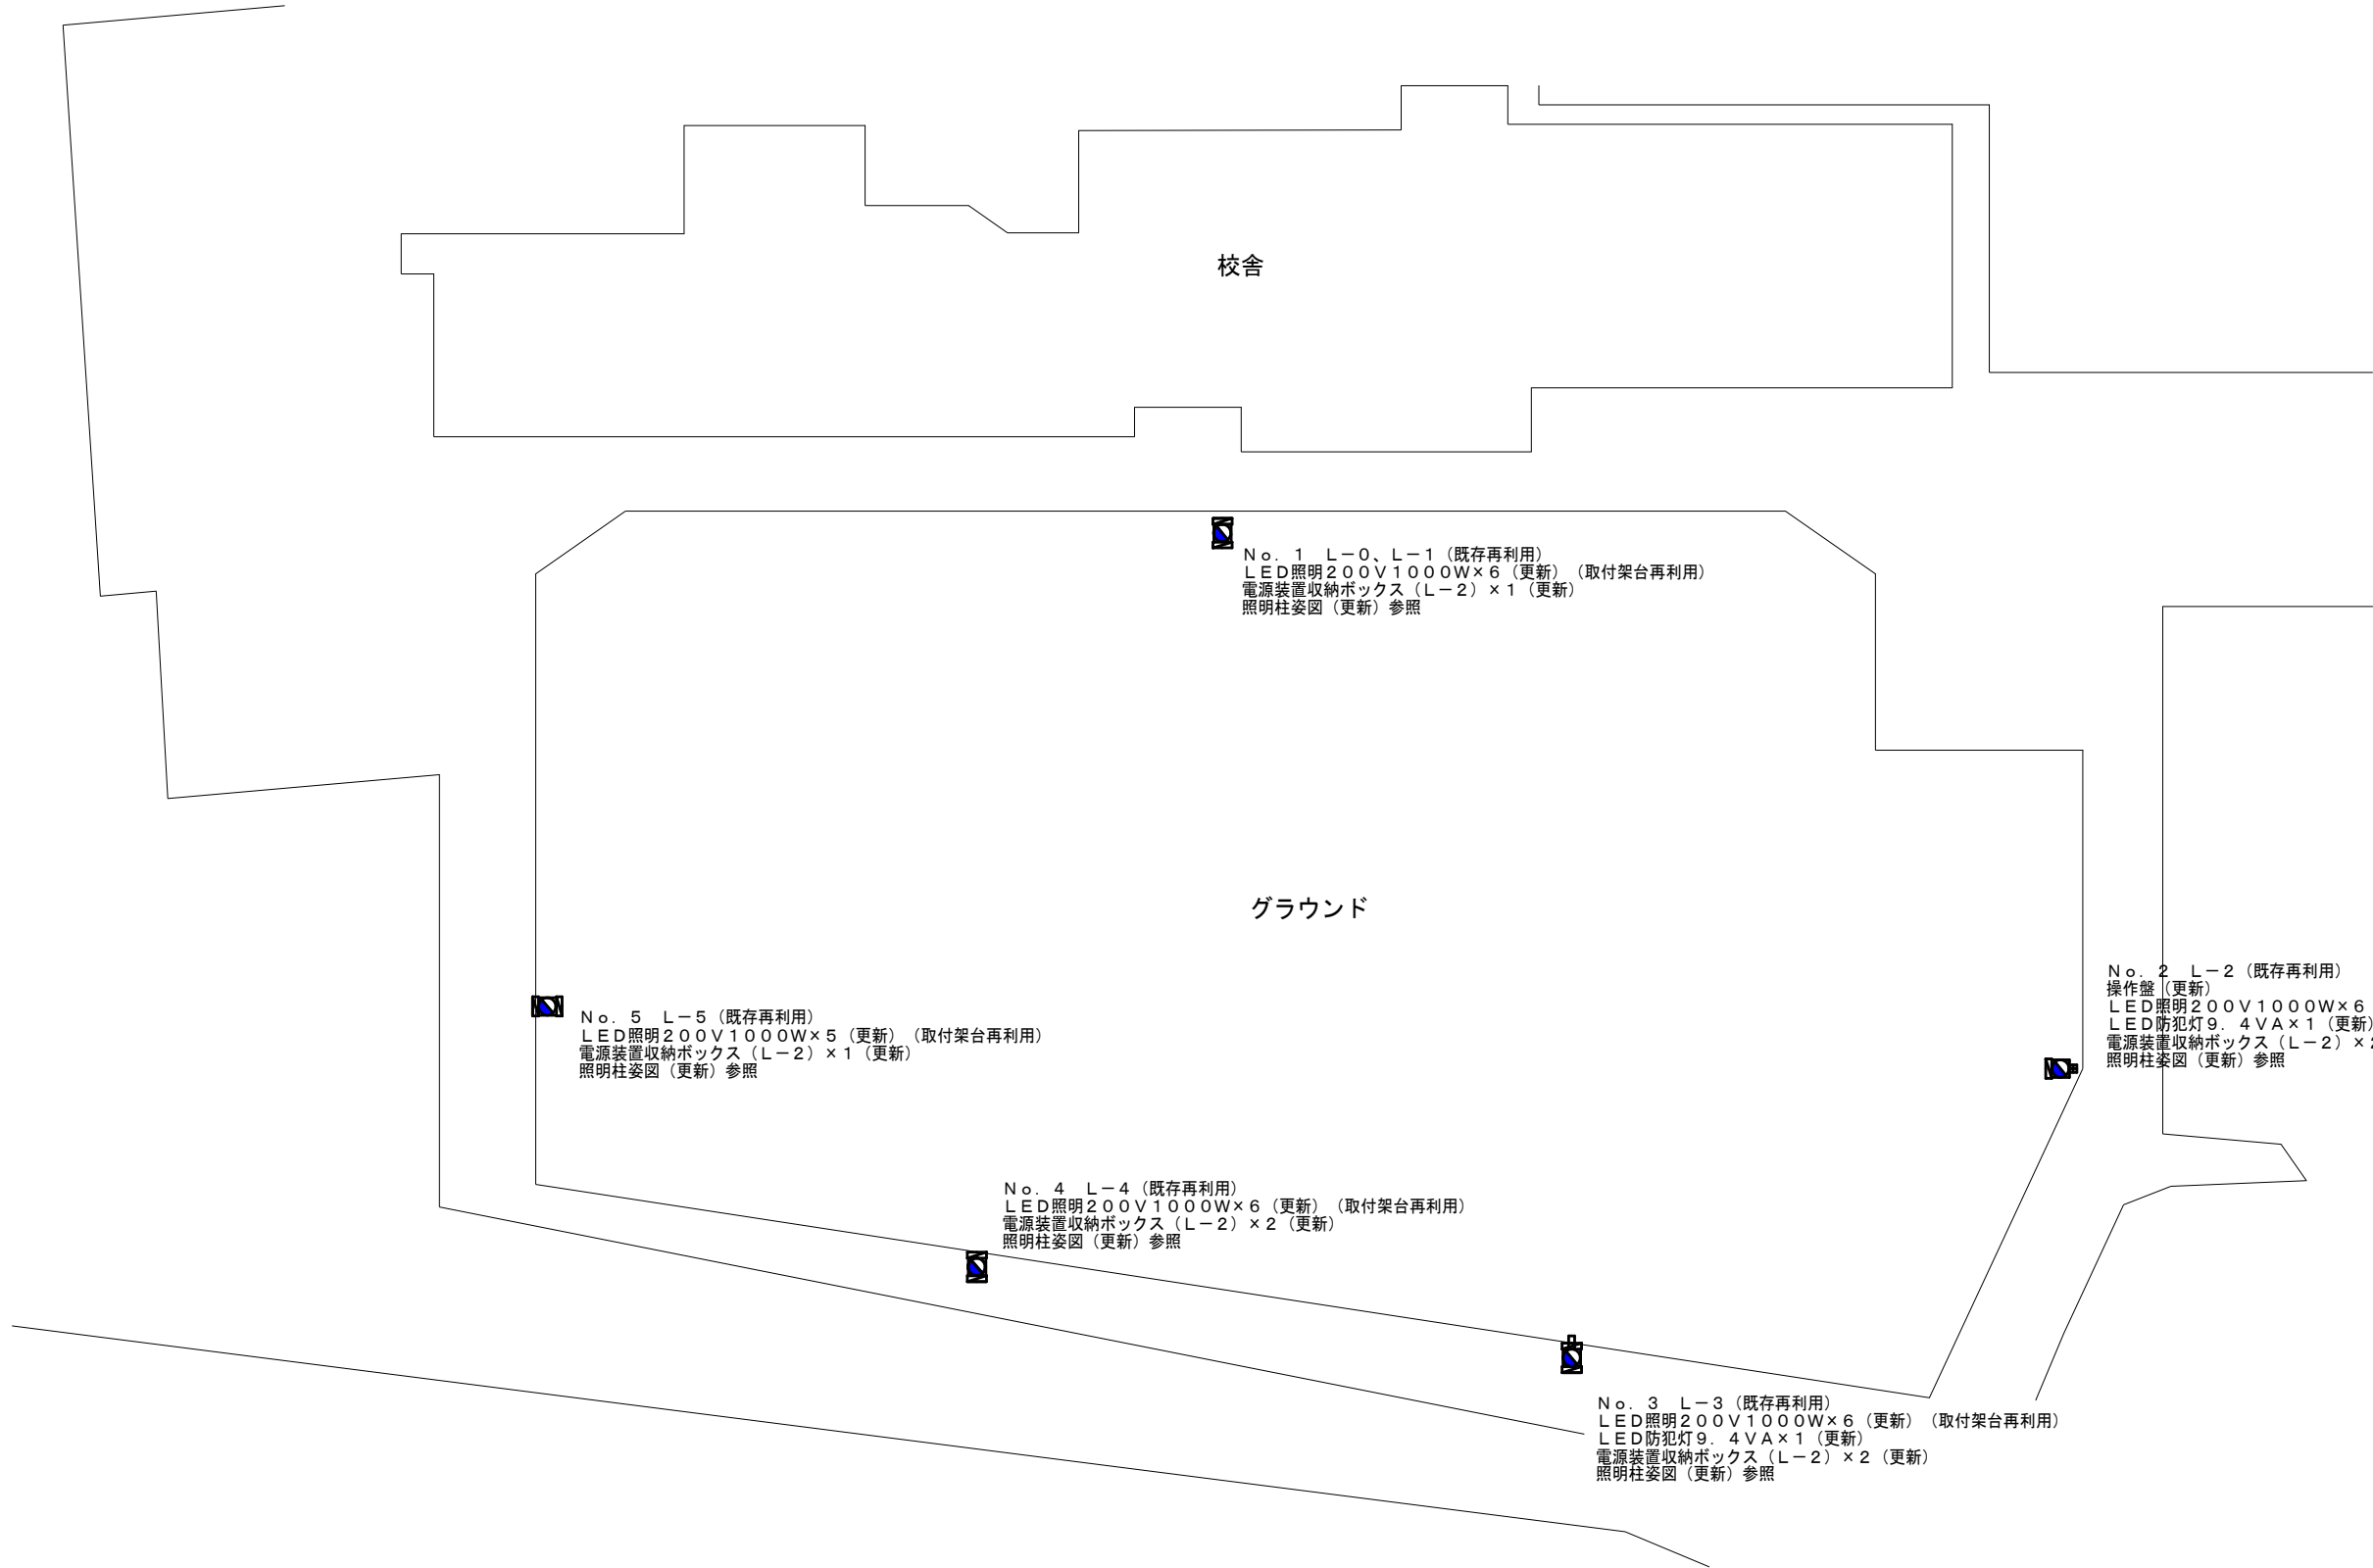 校舎
Ｎｏ．１　Ｌ－０、Ｌ－１（既存再利用）
ＬＥＤ照明２００Ｖ１０００Ｗ×６（更新）（取付架台再利用）
電源装置収納ボックス（Ｌ－２）×１（更新）
照明柱姿図（更新）参照
グラウンド
Ｎｏ．２　Ｌ－２（既存再利用）
操作盤（更新）
ＬＥＤ照明２００Ｖ１０００Ｗ×６
ＬＥＤ防犯灯９．４ＶＡ×１（更新）
電源装置収納ボックス（Ｌ－２）×２
照明柱姿図（更新）参照
Ｎｏ．５　Ｌ－５（既存再利用）
ＬＥＤ照明２００Ｖ１０００Ｗ×５（更新）（取付架台再利用）
電源装置収納ボックス（Ｌ－２）×１（更新）
照明柱姿図（更新）参照
Ｎｏ．４　Ｌ－４（既存再利用）
ＬＥＤ照明２００Ｖ１０００Ｗ×６（更新）（取付架台再利用）
電源装置収納ボックス（Ｌ－２）×２（更新）
照明柱姿図（更新）参照
Ｎｏ．３　Ｌ－３（既存再利用）
ＬＥＤ照明２００Ｖ１０００Ｗ×６（更新）（取付架台再利用）
ＬＥＤ防犯灯９．４ＶＡ×１（更新）
電源装置収納ボックス（Ｌ－２）×２（更新）
照明柱姿図（更新）参照